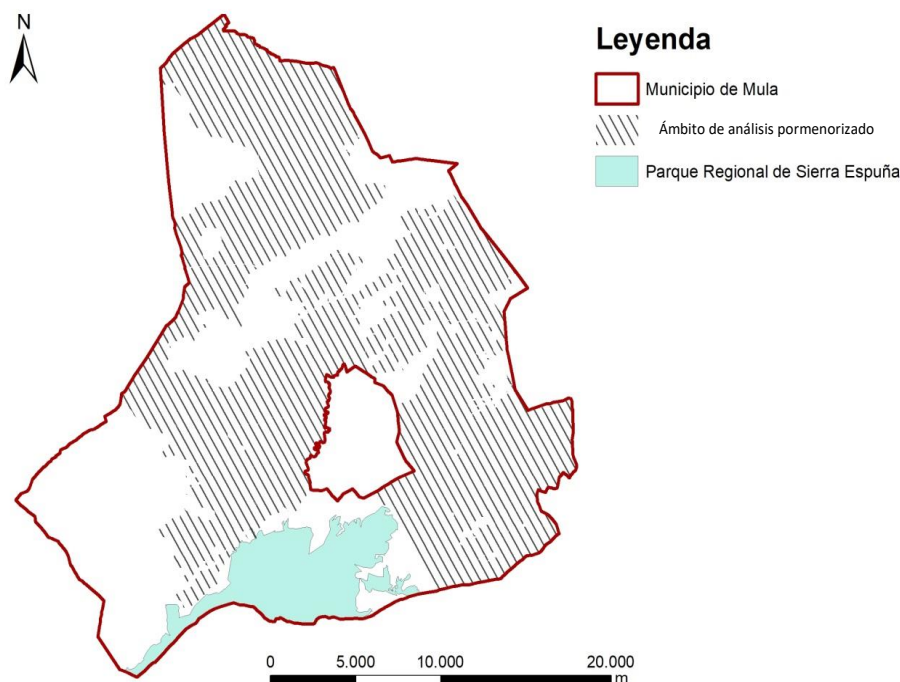 N
Leyenda
Municipio de Mula
Ámbito de análisis pormenorizado
Parque Regional de Sierra Espuña
0 5.000 10.000 20.000
m